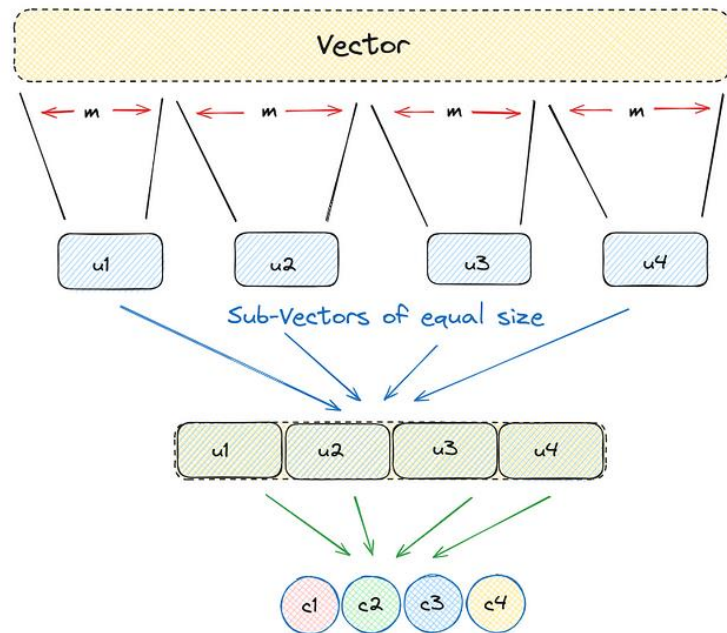 Vector
m m m m
u1 u2 u3 u4
Sub-Vectors of equal size
u1 u2 u3 u4
c1 c2 c3 c4